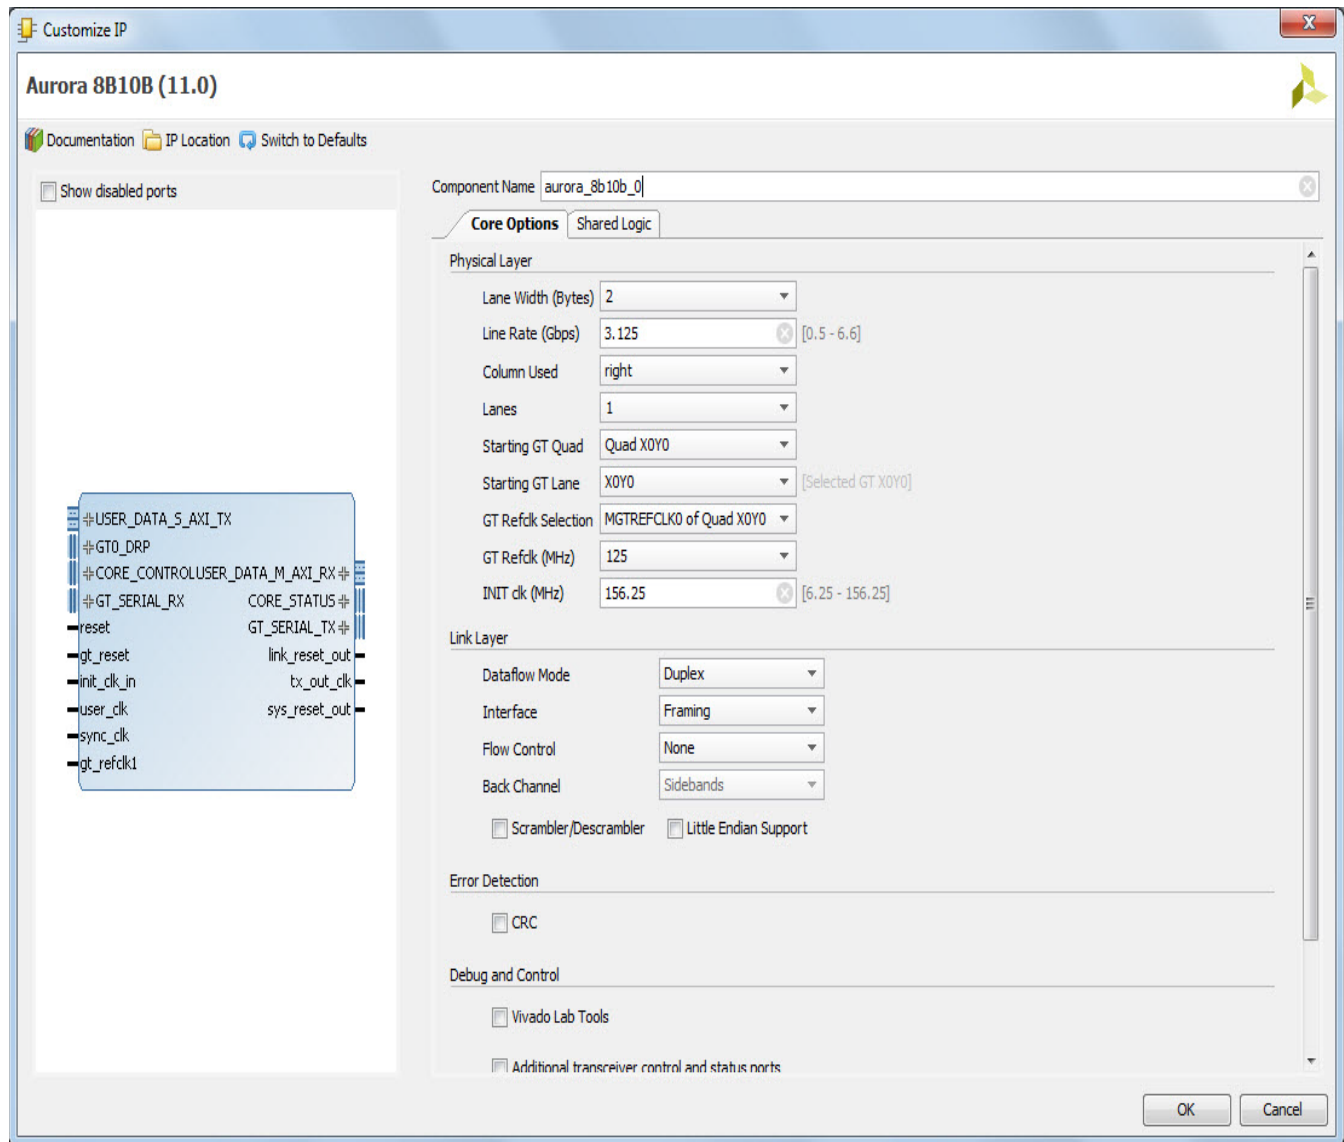 Customize IP
X
Aurora 8B10B (11.0)
Documentation IP Location Switch to Defaults
Show disabled ports
Component Name aurora_8b10b_0
Core Options Shared Logic
Physical Layer
Lane Width (Bytes) 2
Line Rate (Gbps) 3.125 [0.5 - 6.6]
Column Used right
Lanes 1
Starting GT Quad Quad X0Y0
Starting GT Lane X0Y0 [Selected GT X0Y0]
GT Refclk Selection MGTREFCLK0 of Quad X0Y0
GT Refclk (MHz) 125
INIT clk (MHz) 156.25 [6.25 - 156.25]
Link Layer
Dataflow Mode Duplex
Interface Framing
Flow Control None
Back Channel Sidebands
Scrambler/Descrambler Little Endian Support
Error Detection
CRC
Debug and Control
Vivado Lab Tools
Additional transceiver control and status ports
USER_DATA_S_AXI_TX
GT0_DRP
CORE_CONTROLUSER_DATA_M_AXI_RX
GT_SERIAL_RX CORE_STATUS
reset GT_SERIAL_TX
gt_reset link_reset_out
init_clk_in tx_out_clk
user_clk sys_reset_out
sync_clk
gt_refclk1
OK Cancel